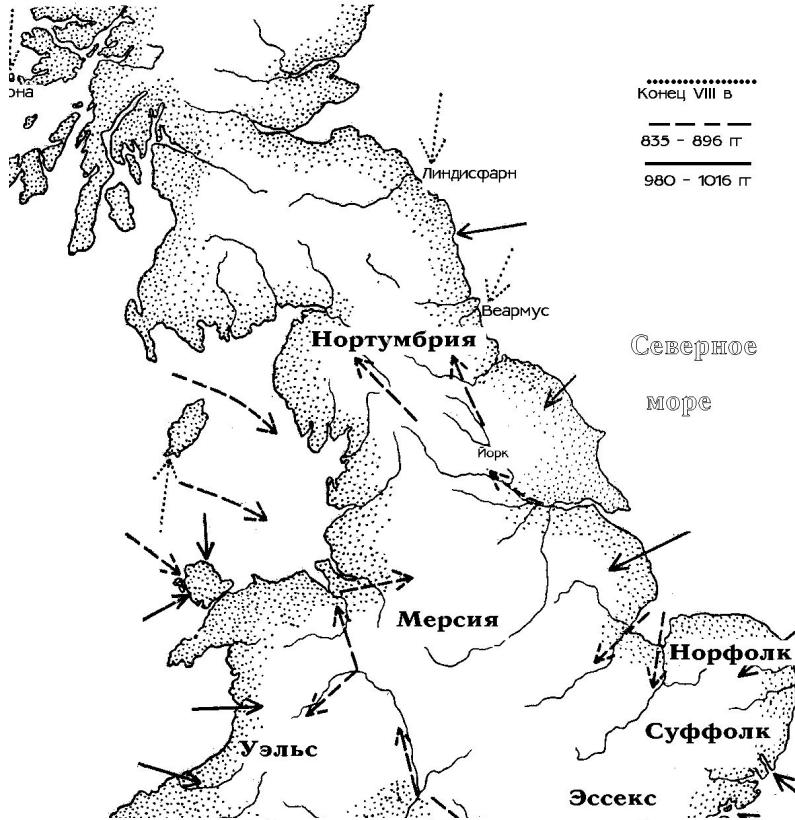 она
Конец VIII в
835 - 896 гг
980 - 1016 гг
Линдисфарн
Веармус
Нортумбрия
Северное
море
Йорк
Мерсия
Норфолк
Суффолк
Уэльс
Эссекс